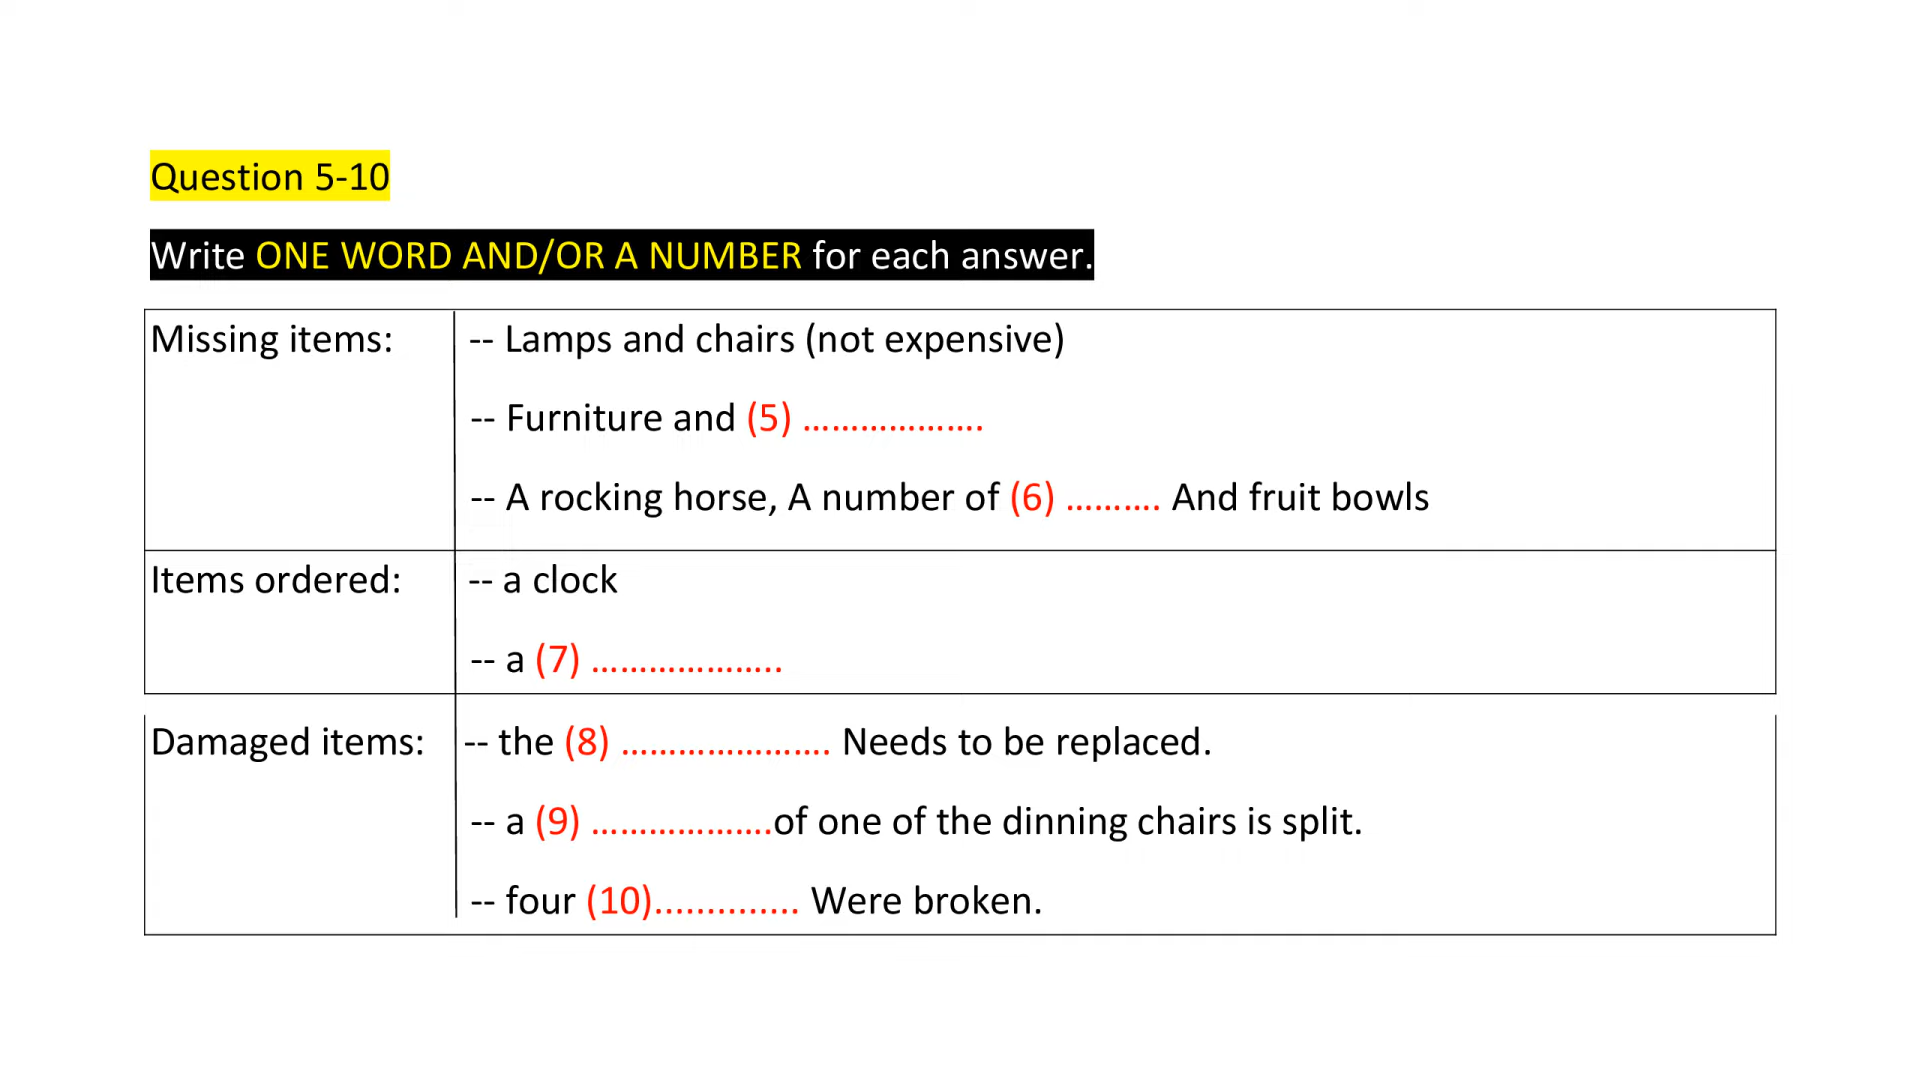 Question 5-10
Write ONE WORD AND/OR A NUMBER for each answer.
Missing items: -- Lamps and chairs (not expensive)
-- Furniture and (5) ……………….
-- A rocking horse, A number of (6) ………. And fruit bowls
Items ordered: -- a clock
-- a (7) ………………..
Damaged items: -- the (8) …………………. Needs to be replaced.
-- a (9) ……………….of one of the dinning chairs is split.
-- four (10).............. Were broken.